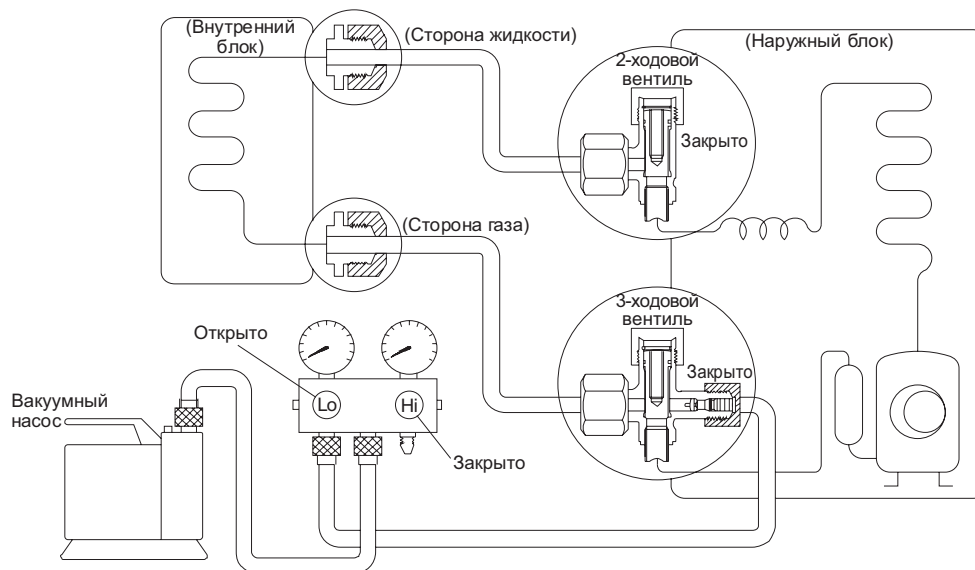 (Внутренний
блок)
(Сторона жидкости)
2-ходовой
вентиль
(Наружный блок)
Закрыто
(Сторона газа)
3-ходовой
вентиль
Закрыто
Открыто
Lo
Hi
Вакуумный
насос
Закрыто